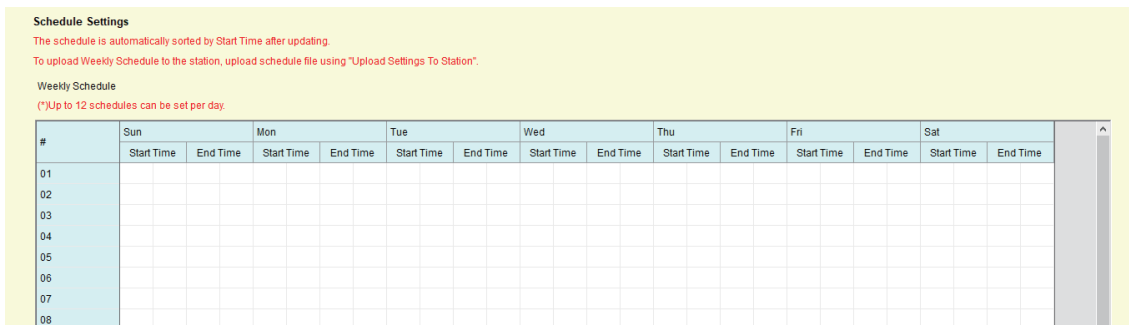 Schedule Settings
The schedule is automatically sorted by Start Time after updating.
To upload Weekly Schedule to the station, upload schedule file using "Upload Settings To Station".
Weekly Schedule
(*)Up to 12 schedules can be set per day.
# Sun Mon Tue Wed Thu Fri Sat
Start Time End Time Start Time End Time Start Time End Time Start Time End Time Start Time End Time Start Time End Time Start Time End Time
01
02
03
04
05
06
07
08